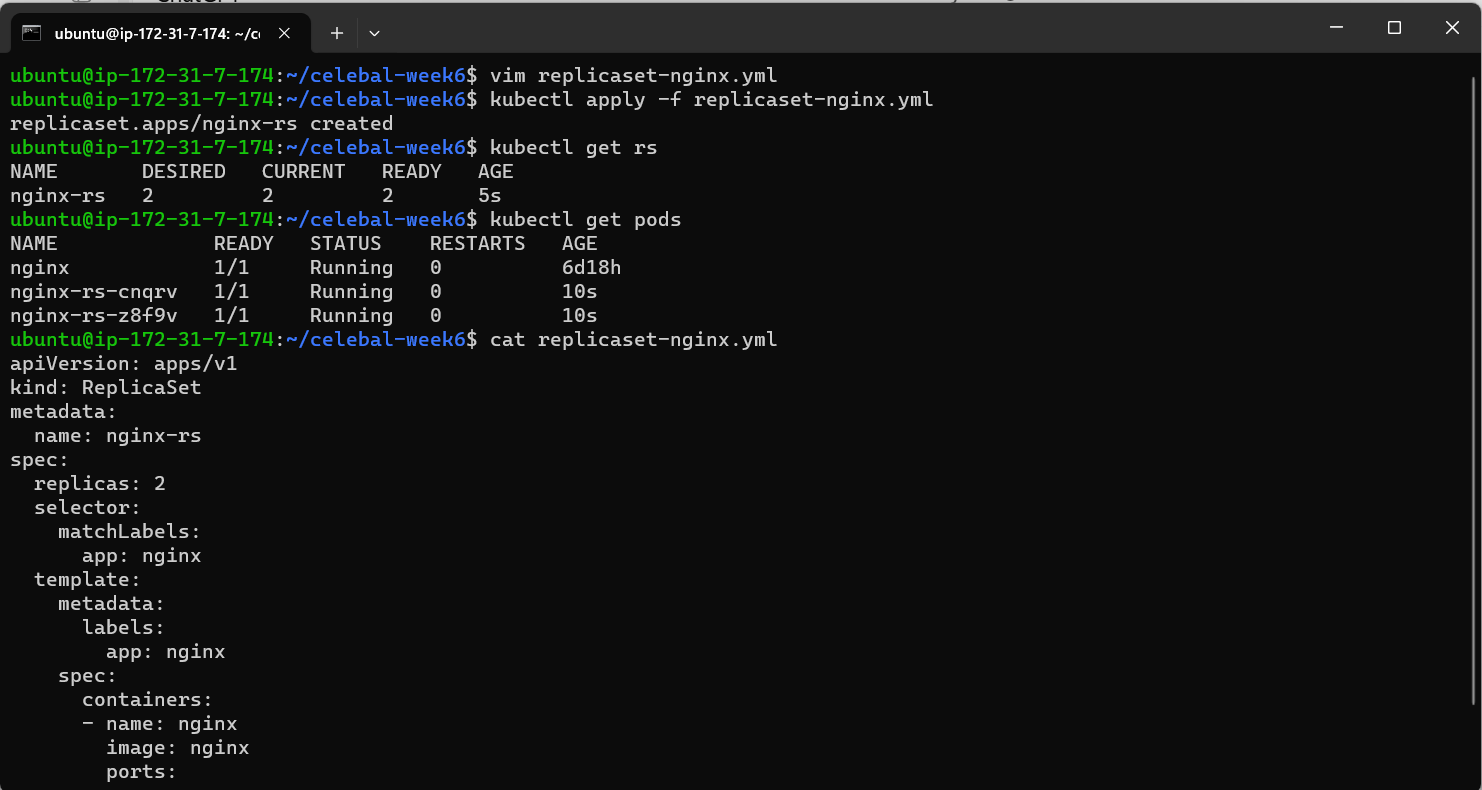 ubuntu@ip-172-31-7-174: ~/c
ubuntu@ip-172-31-7-174:~/celebal-week6$ vim replicaset-nginx.yml
ubuntu@ip-172-31-7-174:~/celebal-week6$ kubectl apply -f replicaset-nginx.yml
replicaset.apps/nginx-rs created
ubuntu@ip-172-31-7-174:~/celebal-week6$ kubectl get rs
NAME       DESIRED   CURRENT   READY   AGE
nginx-rs   2         2         2       5s
ubuntu@ip-172-31-7-174:~/celebal-week6$ kubectl get pods
NAME             READY   STATUS    RESTARTS   AGE
nginx            1/1     Running   0          6d18h
nginx-rs-cnqrv   1/1     Running   0          10s
nginx-rs-z8f9v   1/1     Running   0          10s
ubuntu@ip-172-31-7-174:~/celebal-week6$ cat replicaset-nginx.yml
apiVersion: apps/v1
kind: ReplicaSet
metadata:
  name: nginx-rs
spec:
  replicas: 2
  selector:
    matchLabels:
      app: nginx
  template:
    metadata:
      labels:
        app: nginx
    spec:
      containers:
      - name: nginx
        image: nginx
        ports: